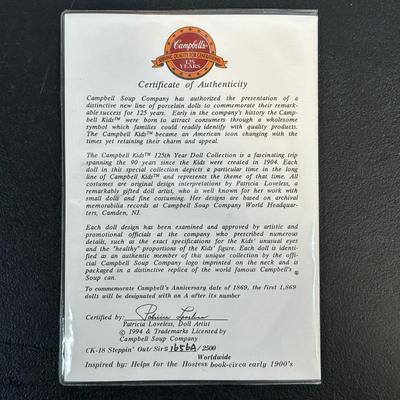 Campbell's
125
YEARS
Certificate of Authenticity
Campbell Soup Company has authorized the presentation of a
distinctive new line of porcelain dolls to commemorate their remark-
able success for 125 years. Early in the company's history the Camp-
bell Kids™ were born to attract consumers through a wholesome
symbol which families could readily identify with quality products.
The Campbell Kids™ became an American icon changing with the
times yet retaining their charm and appeal.
The Campbell Kids™ 125th Year Doll Collection is a fascinating trip
spanning the 90 years since the Kids were created in 1904. Each
doll in this special collection depicts a particular time in the long
line of Campbell Kids™ and represents the theme of that time. All
costumes are original design interpretations by Patricia Loveless, a
remarkably gifted doll artist, who is well known for her work with
small dolls and fine costumes. Her designs are based on archival
memorabilia records at Campbell Soup Company World Headquar-
ters, Camden, NJ.
Each doll design has been examined and approved by artistic and
promotional officials at the company who prescribed numerous
details, such as the exact specifications for the Kids' unusual eyes
and the "healthy" proportions of the Kids' figure. Each doll is identi-
fied as an authentic member of this unique collection by the of-
ficial Campbell Soup Company logo imprinted on the neck and is
packaged in a distinctive replica of the world famous Campbell's ®
Soup can.
To commemorate Campbell's Anniversary date of 1869, the first 1,869
dolls will be designated with an A after its number
Certified by: Patricia Loveless
Patricia Loveless, Doll Artist
© 1994 & Trademarks Licensed by
Campbell Soup Company
CK-18 Steppin' Out/Sir# 1656A/2500
Worldwide
Inspired by: Helps for the Hostess book-circa early 1900's